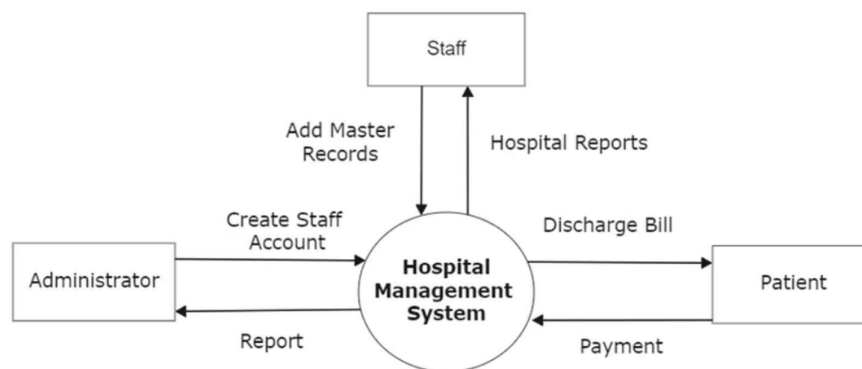 Staff
Add Master
Records
Hospital Reports
Create Staff
Account
Discharge Bill
Administrator
Hospital
Management
System
Patient
Report
Payment